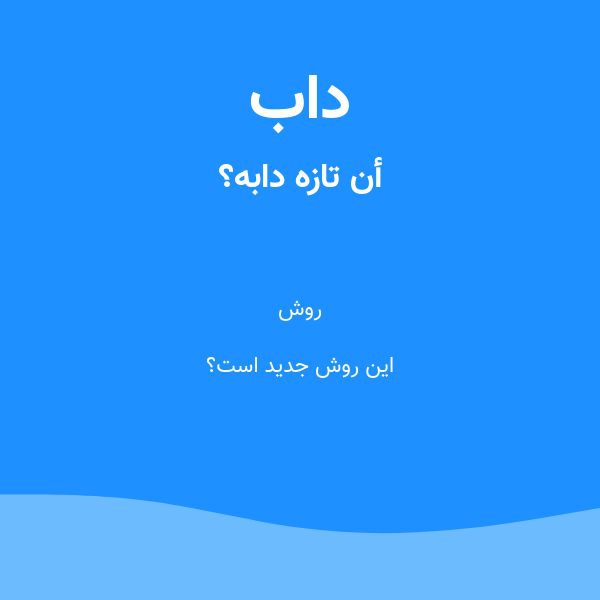 داب
أن تازه دابه؟
روش
این روش جدید است؟